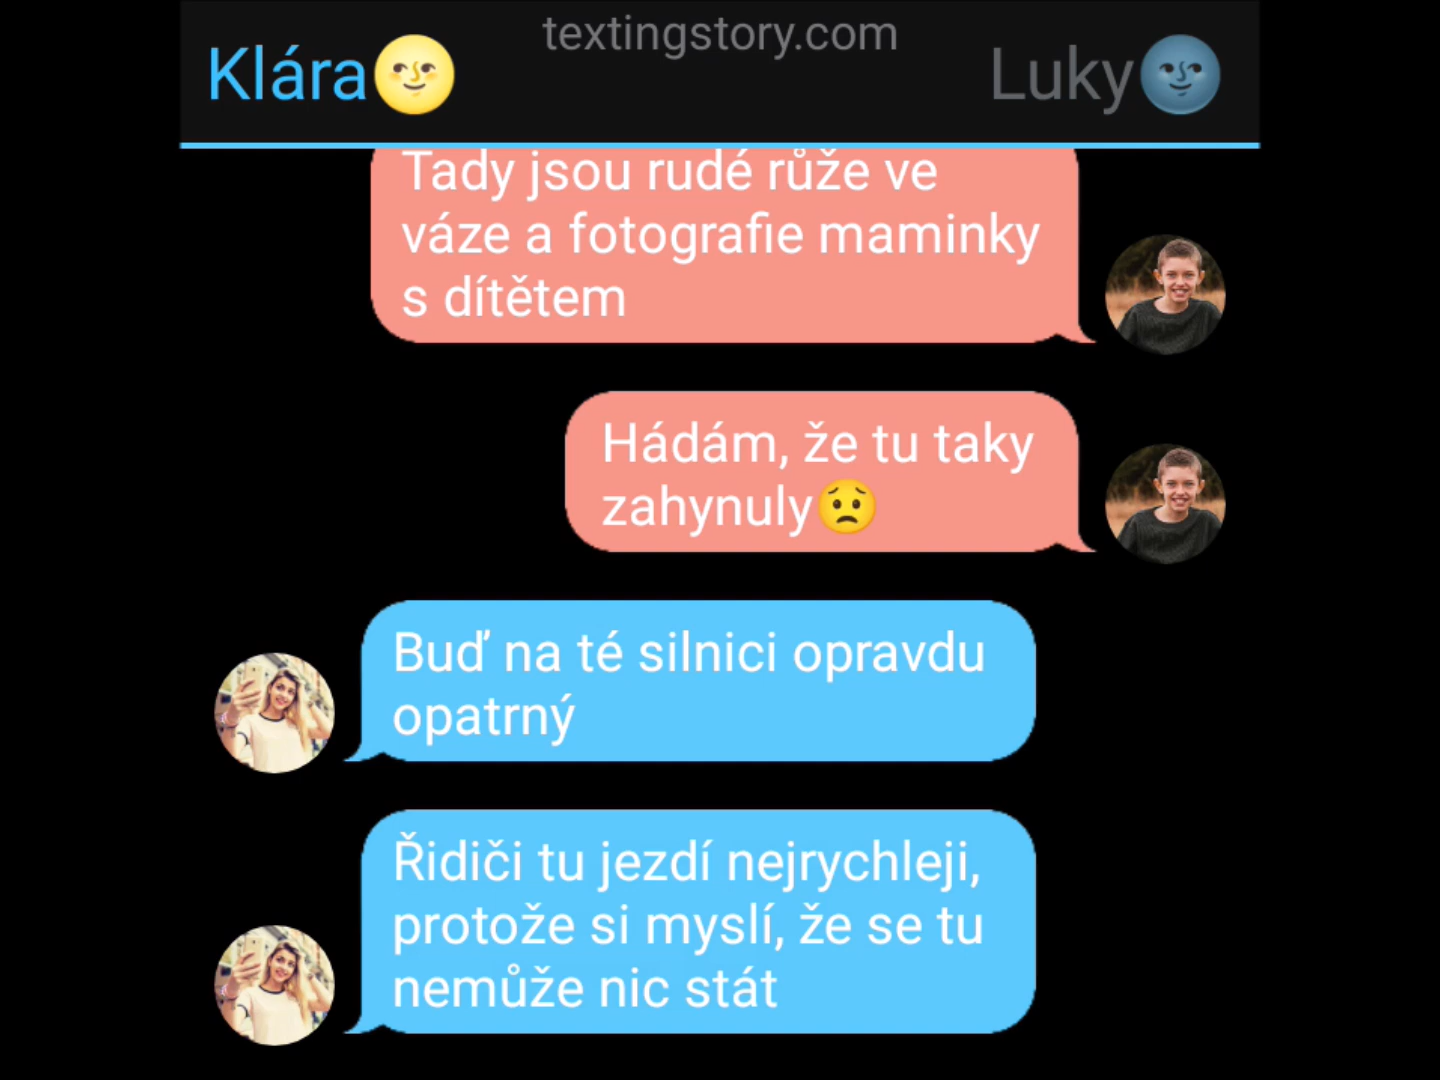 textingstory.com
Klára🌝
Luky🌚
Tady jsou rudé růže ve
váze a fotografie maminky
s dítětem
Hádám, že tu taky
zahynuly😟
Buď na té silnici opravdu
opatrný
Řidiči tu jezdí nejrychleji,
protože si myslí, že se tu
nemůže nic stát